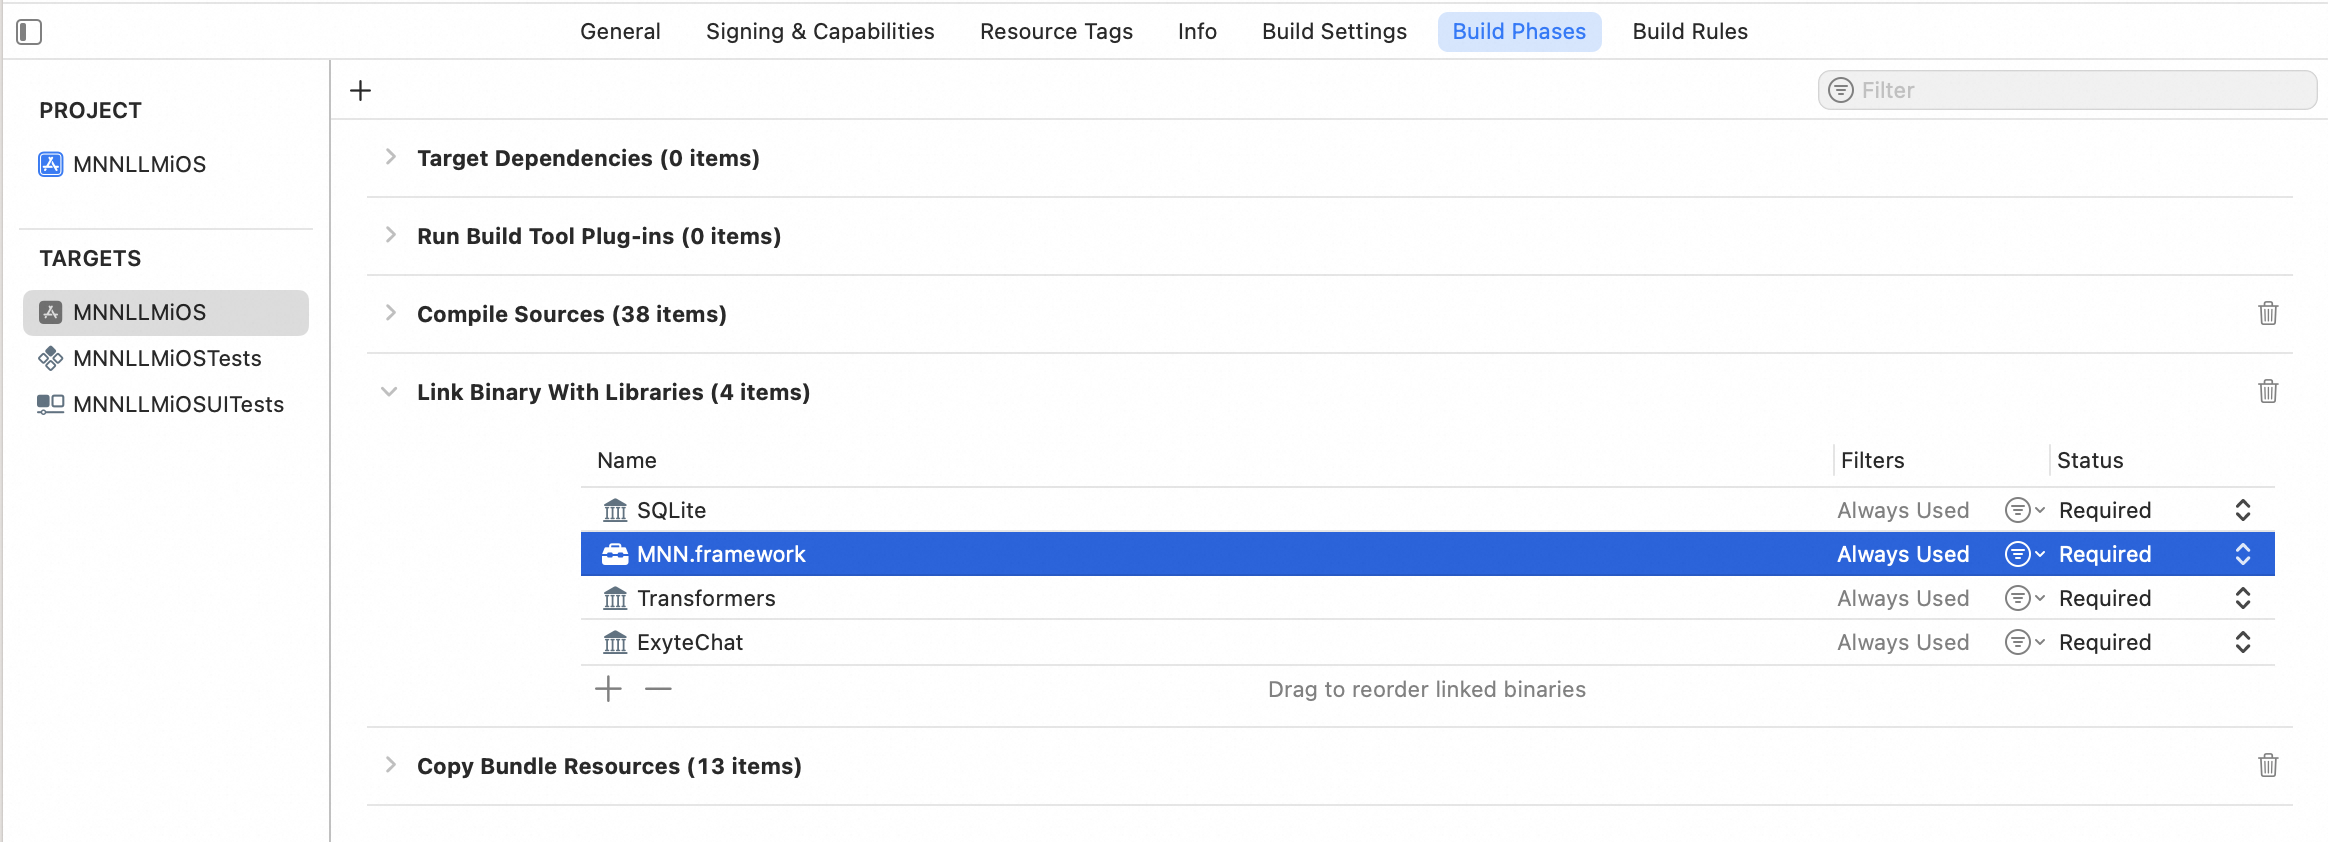 General Signing & Capabilities Resource Tags Info Build Settings Build Phases Build Rules
Filter
PROJECT
MNNLLMiOS
TARGETS
MNNLLMiOS
MNNLLMiOSTests
MNNLLMiOSUITests
Target Dependencies (0 items)
Run Build Tool Plug-ins (0 items)
Compile Sources (38 items)
Link Binary With Libraries (4 items)
Name Filters Status
SQLite Always Used Required
MNN.framework Always Used Required
Transformers Always Used Required
ExyteChat Always Used Required
Drag to reorder linked binaries
Copy Bundle Resources (13 items)